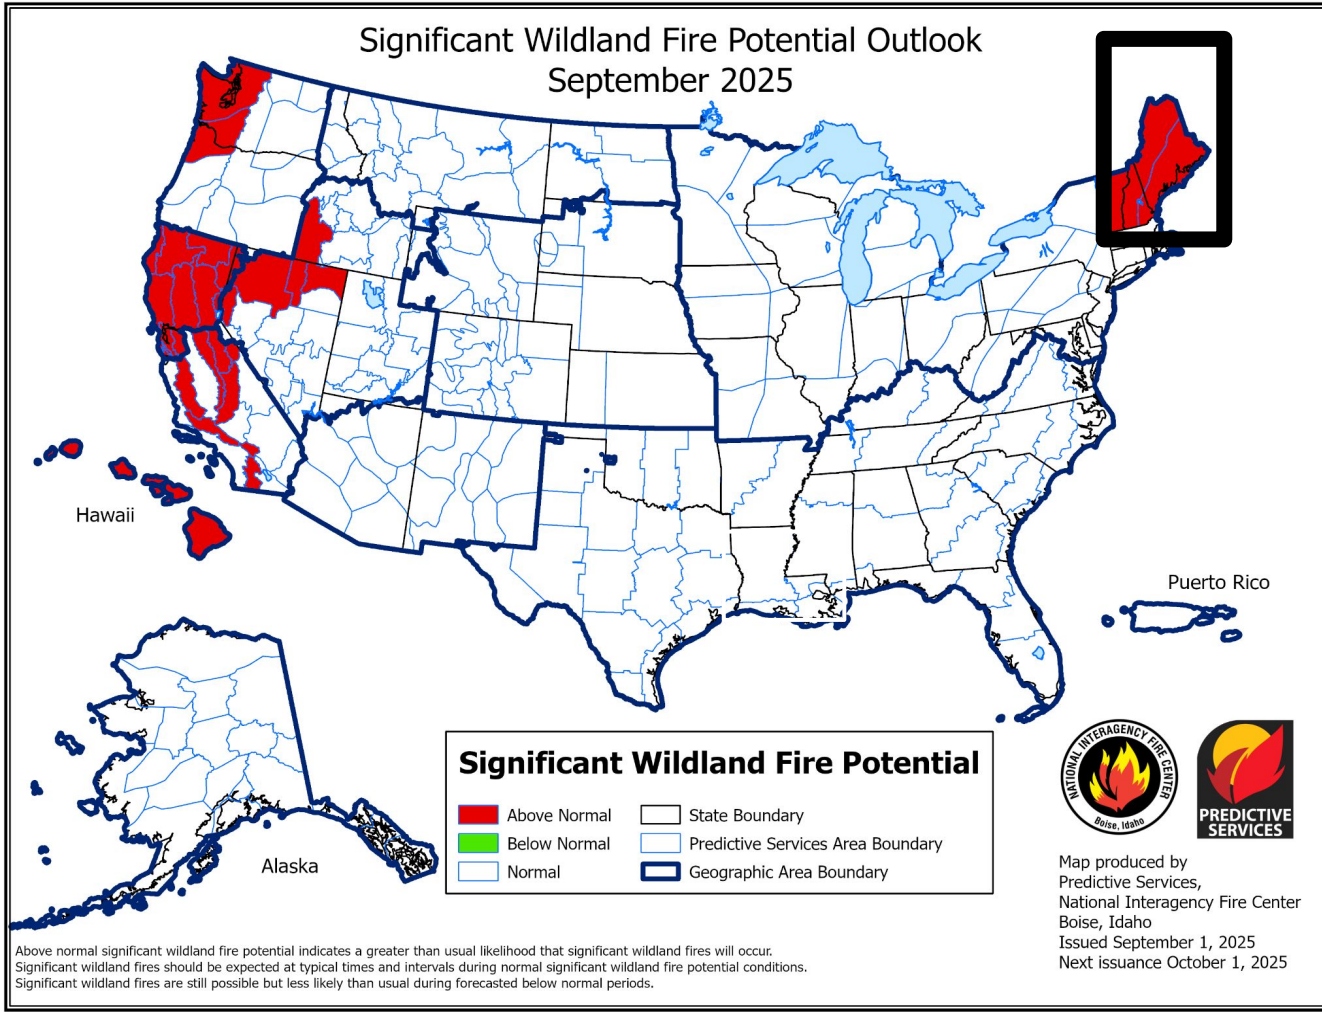 Significant Wildland Fire Potential Outlook
September 2025
Hawaii
Puerto Rico
Alaska
Significant Wildland Fire Potential
Above Normal
Below Normal
Normal
State Boundary
Predictive Services Area Boundary
Geographic Area Boundary
NATIONAL INTERAGENCY FIRE CENTER
Boise, Idaho
PREDICTIVE
SERVICES
Map produced by
Predictive Services,
National Interagency Fire Center
Boise, Idaho
Issued September 1, 2025
Next issuance October 1, 2025
Above normal significant wildland fire potential indicates a greater than usual likelihood that significant wildland fires will occur.
Significant wildland fires should be expected at typical times and intervals during normal significant wildland fire potential conditions.
Significant wildland fires are still possible but less likely than usual during forecasted below normal periods.